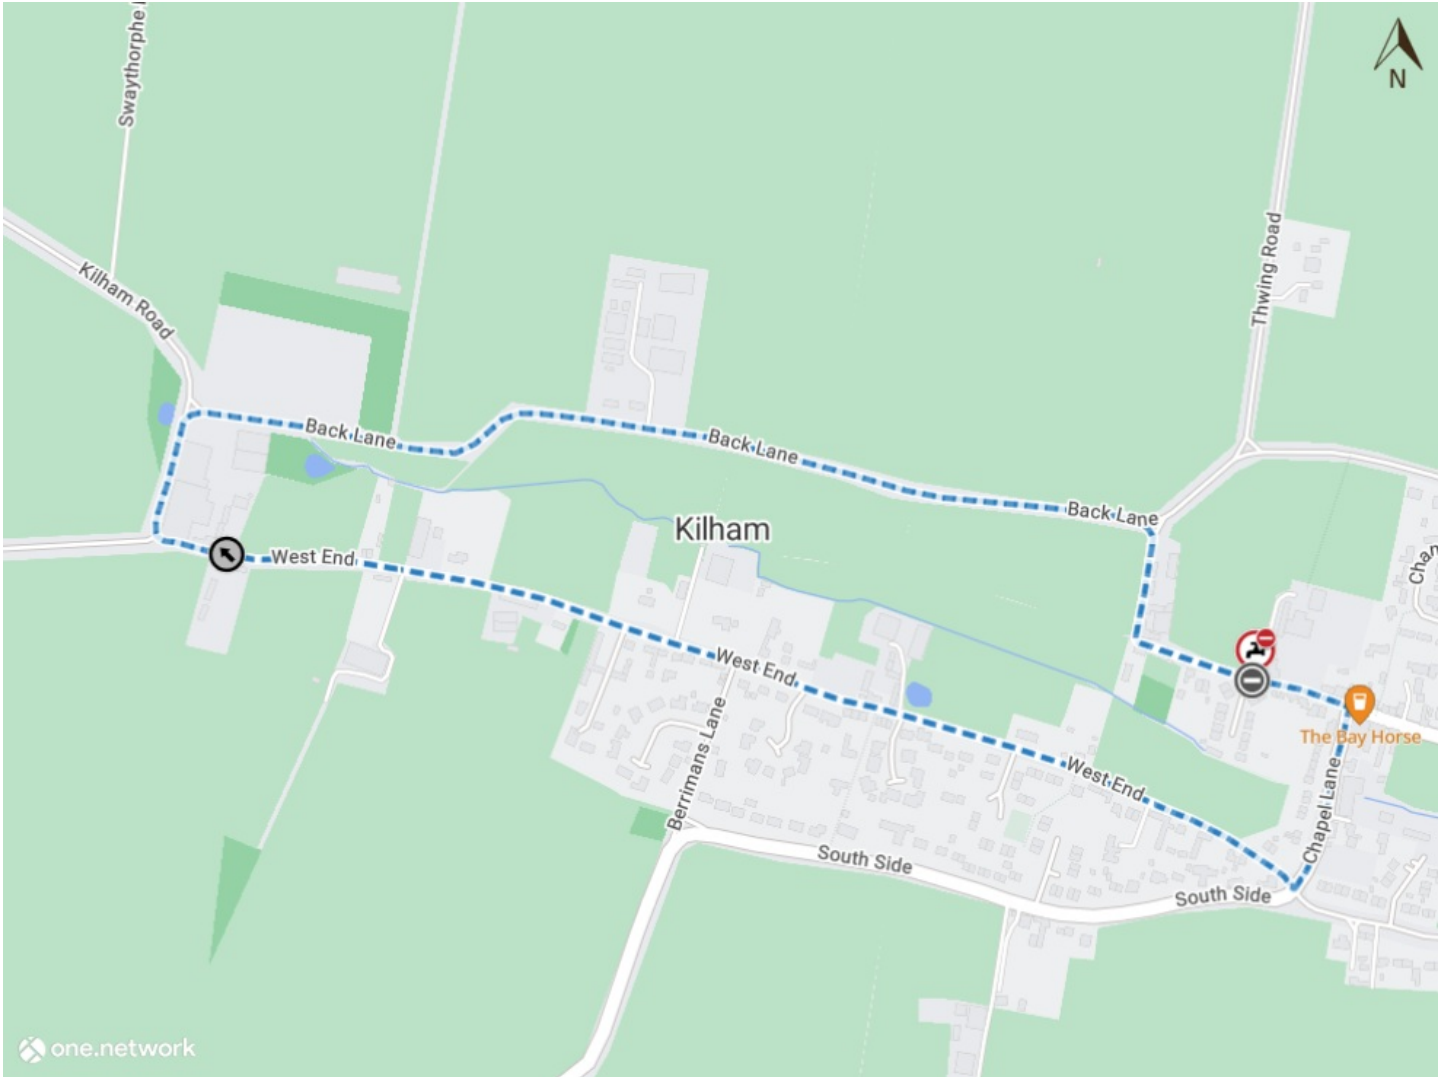 Swaythorphe
N
Kilham Road
Thwing Road
Back Lane
Back Lane
Back Lane
Kilham
West End
West End
Berrimans Lane
The Bay Horse
West End
Chapel Lane
South Side
South Side
one.network